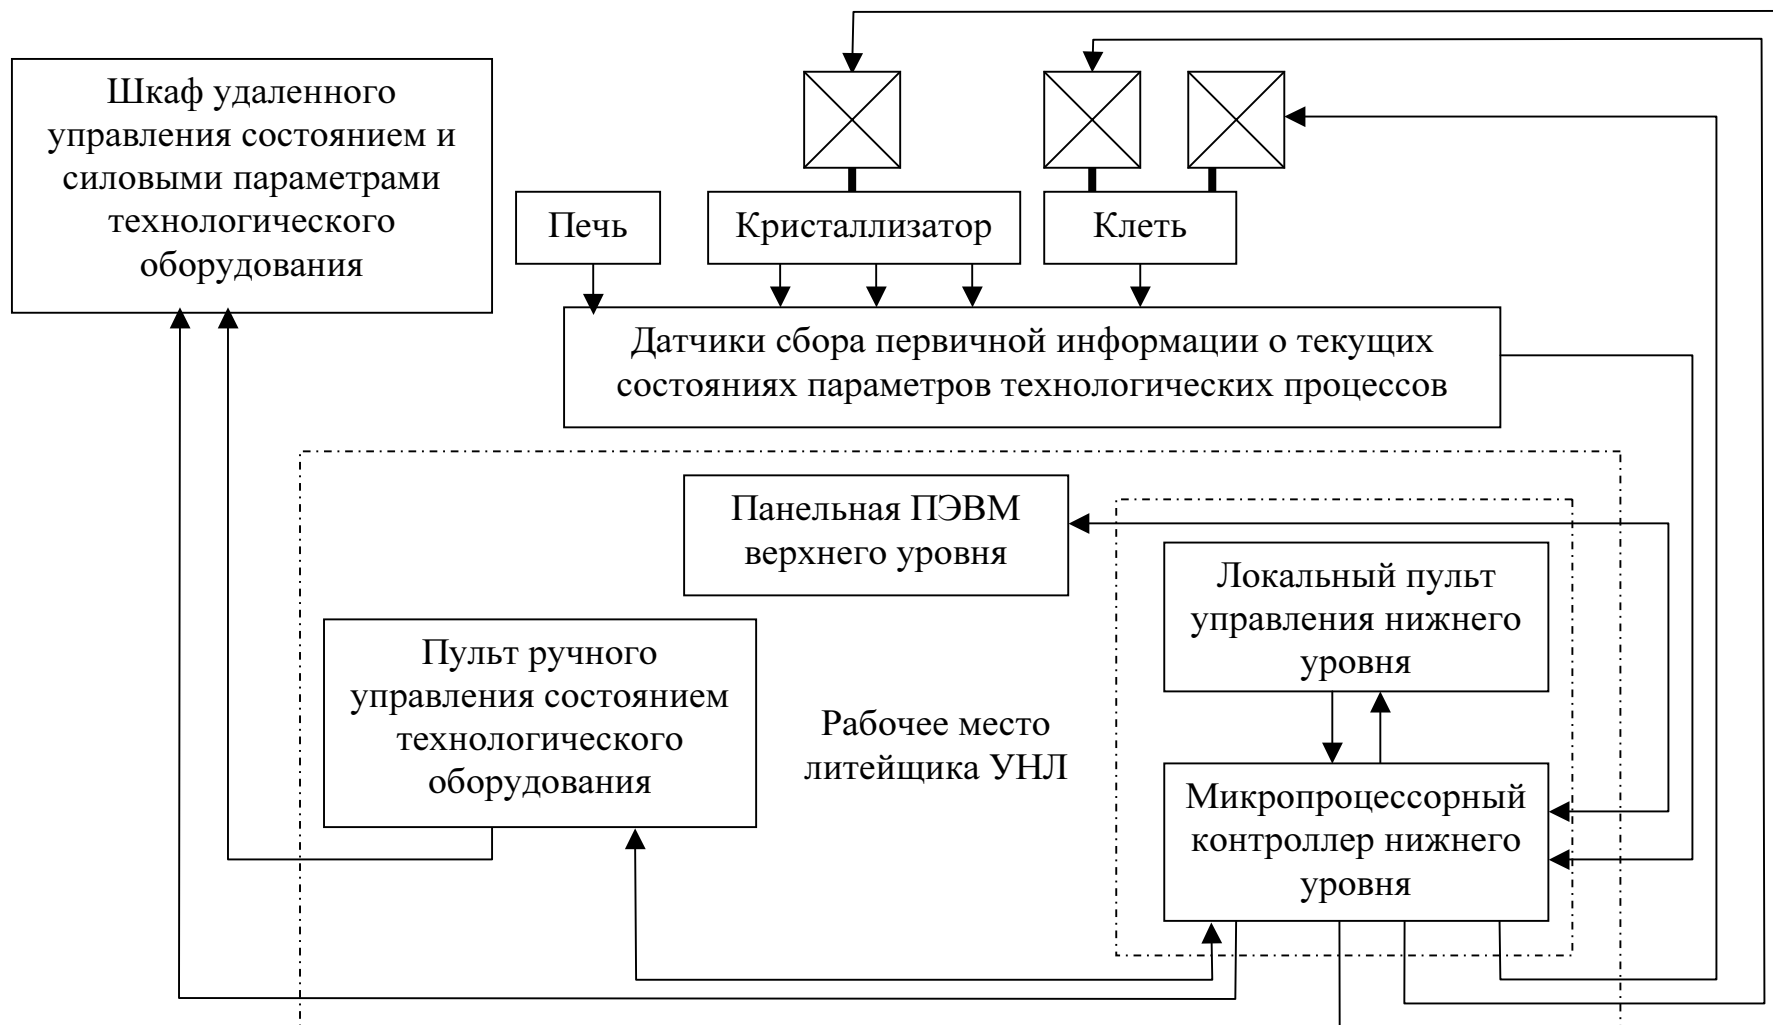 Шкаф удаленного
управления состоянием и
силовыми параметрами
технологического
оборудования
Печь
Кристаллизатор
Клеть
Датчики сбора первичной информации о текущих
состояниях параметров технологических процессов
Панельная ПЭВМ
верхнего уровня
Локальный пульт
управления нижнего
уровня
Пульт ручного
управления состоянием
технологического
оборудования
Рабочее место
литейщика УНЛ
Микропроцессорный
контроллер нижнего
уровня